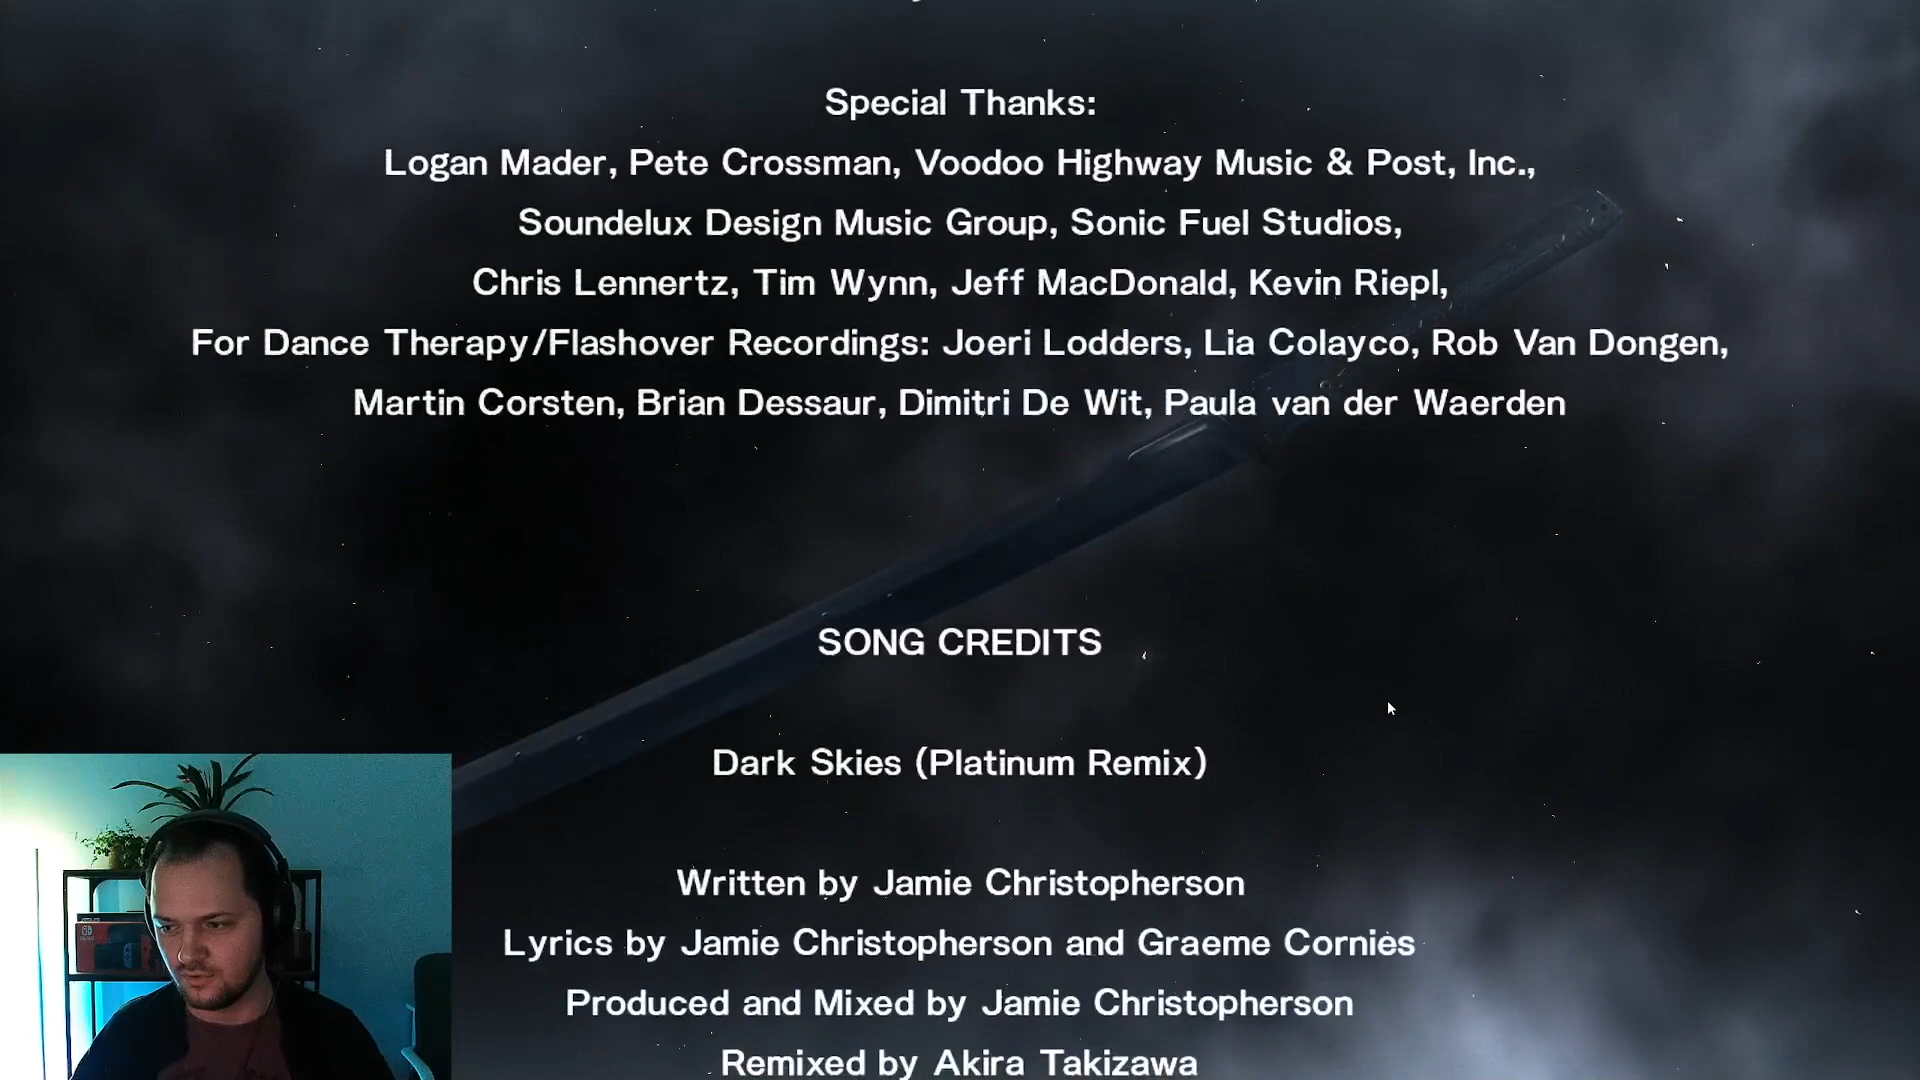 Special Thanks:
Logan Mader, Pete Crossman, Voodoo Highway Music & Post, Inc.,
Soundelux Design Music Group, Sonic Fuel Studios,
Chris Lennertz, Tim Wynn, Jeff MacDonald, Kevin Riepl,
For Dance Therapy/Flashover Recordings: Joeri Lodders, Lia Colayco, Rob Van Dongen,
Martin Corsten, Brian Dessaur, Dimitri De Wit, Paula van der Waerden
SONG CREDITS
Dark Skies (Platinum Remix)
Written by Jamie Christopherson
Lyrics by Jamie Christopherson and Graeme Cornies
Produced and Mixed by Jamie Christopherson
Remixed by Akira Takizawa